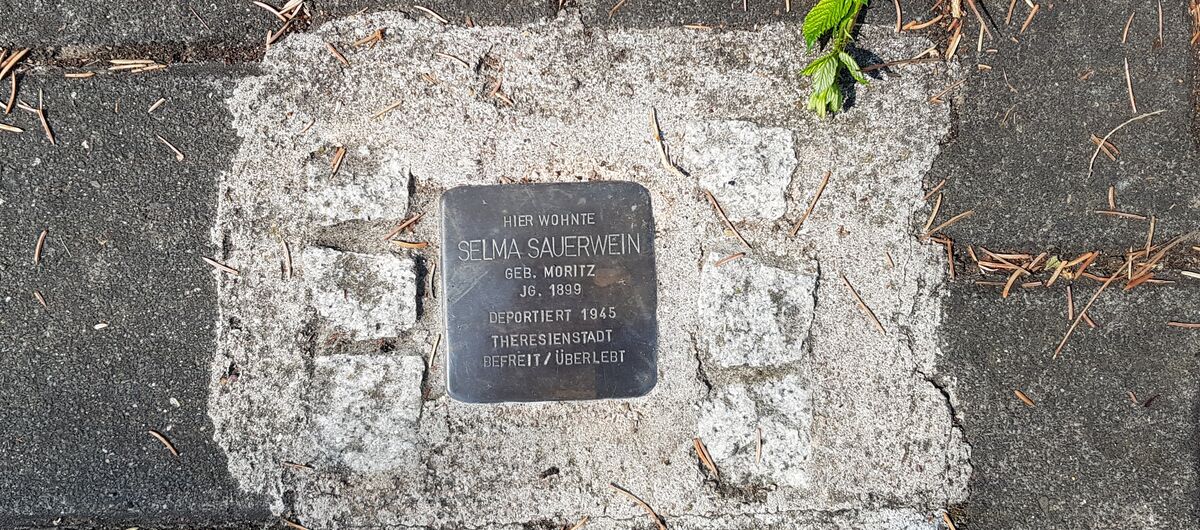 HIER WOHNTE
SELMA SAUERWEIN
GEB. MORITZ
JG. 1899
DEPORTIERT 1945
THERESIENSTADT
BEFREIT/ÜBERLEBT